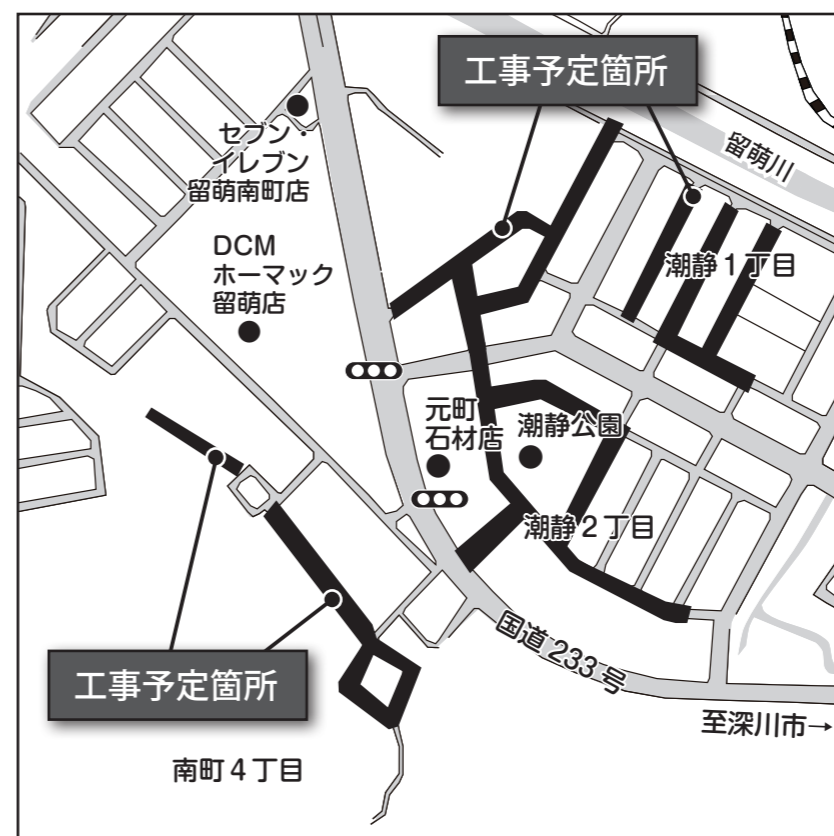 工事予定箇所
セブン・
イレブン
留萌南町店
留萌川
DCM
ホーマック
留萌店
潮静1丁目
元町
石材店
潮静公園
潮静2丁目
国道233号
工事予定箇所
至深川市→
南町4丁目